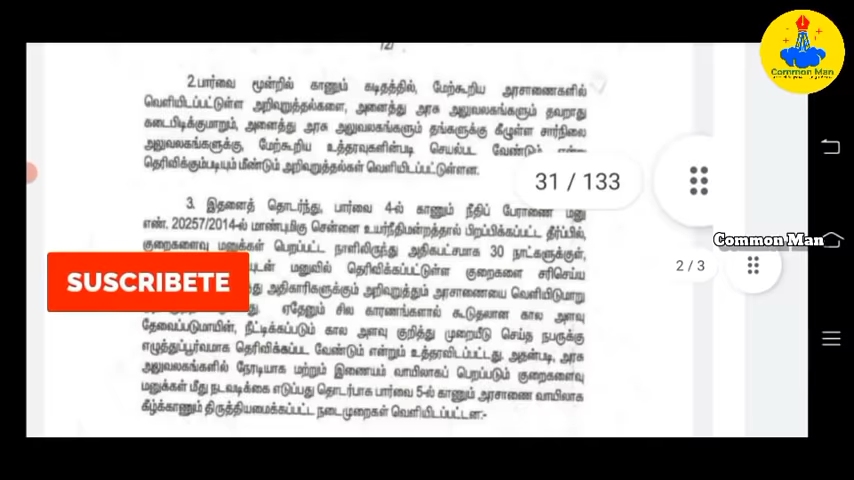 /2/
Common Man
2.பார்வை மூன்றில் காணும் கடிதத்தில், மேற்கூறிய அரசாணைகளில்
வெளியிடப்பட்டுள்ள அறிவுறுத்தல்களை, அனைத்து அரசு அலுவலகங்களும் தவறாது
கடைபிடிக்குமாறும், அனைத்து அரசு அலுவலகங்களும் தங்களுக்கு கீழுள்ள சார்நிலை
அலுவலகங்களுக்கு, மேற்கூறிய உத்தரவுகளின்படி செயல்பட வேண்டும்
தெரிவிக்கும்படியும் மீண்டும் அறிவுறுத்தல்கள் வெளியிடப்பட்டுள்ளன.
31 / 133
3. இதனைத் தொடர்ந்து, பார்வை 4-ல் காணும் நீதிப் பேராணை மனு
எண். 20257/2014-ல் மாண்புமிகு சென்னை உயர்நீதிமன்றத்தால் பிறப்பிக்கப்பட்ட தீர்ப்பில்,
குறைகளைவு மனுக்கள் பெறப்பட்ட நாளிலிருந்து அதிகபட்சமாக 30 நாட்களுக்குள்,
மனுவில் தெரிவிக்கப்பட்டுள்ள குறைகளை சரிசெய்ய
அதிகாரிகளுக்கும் அறிவுறுத்தும் அரசாணையை வெளியிடுமாறு
ஏதேனும் சில காரணங்களால் கூடுதலான கால அளவு
தேவைப்படுமாயின், நீட்டிக்கப்படும் கால அளவு குறித்து முறையீடு செய்த நபருக்கு
எழுத்துப்பூர்வமாக தெரிவிக்கப்பட வேண்டும் என்றும் உத்தரவிடப்பட்டது. அதன்படி, அரசு
அலுவலகங்களில் நேரடியாக மற்றும் இணையம் வாயிலாகப் பெறப்படும் குறைகளைவு
மனுக்கள் மீது நடவடிக்கை எடுப்பது தொடர்பாக பார்வை 5-ல் காணும் அரசாணை வாயிலாக
கீழ்க்காணும் திருத்தியமைக்கப்பட்ட நடைமுறைகள் வெளியிடப்பட்டன:-
SUSCRIBETE
Common Man
2 / 3